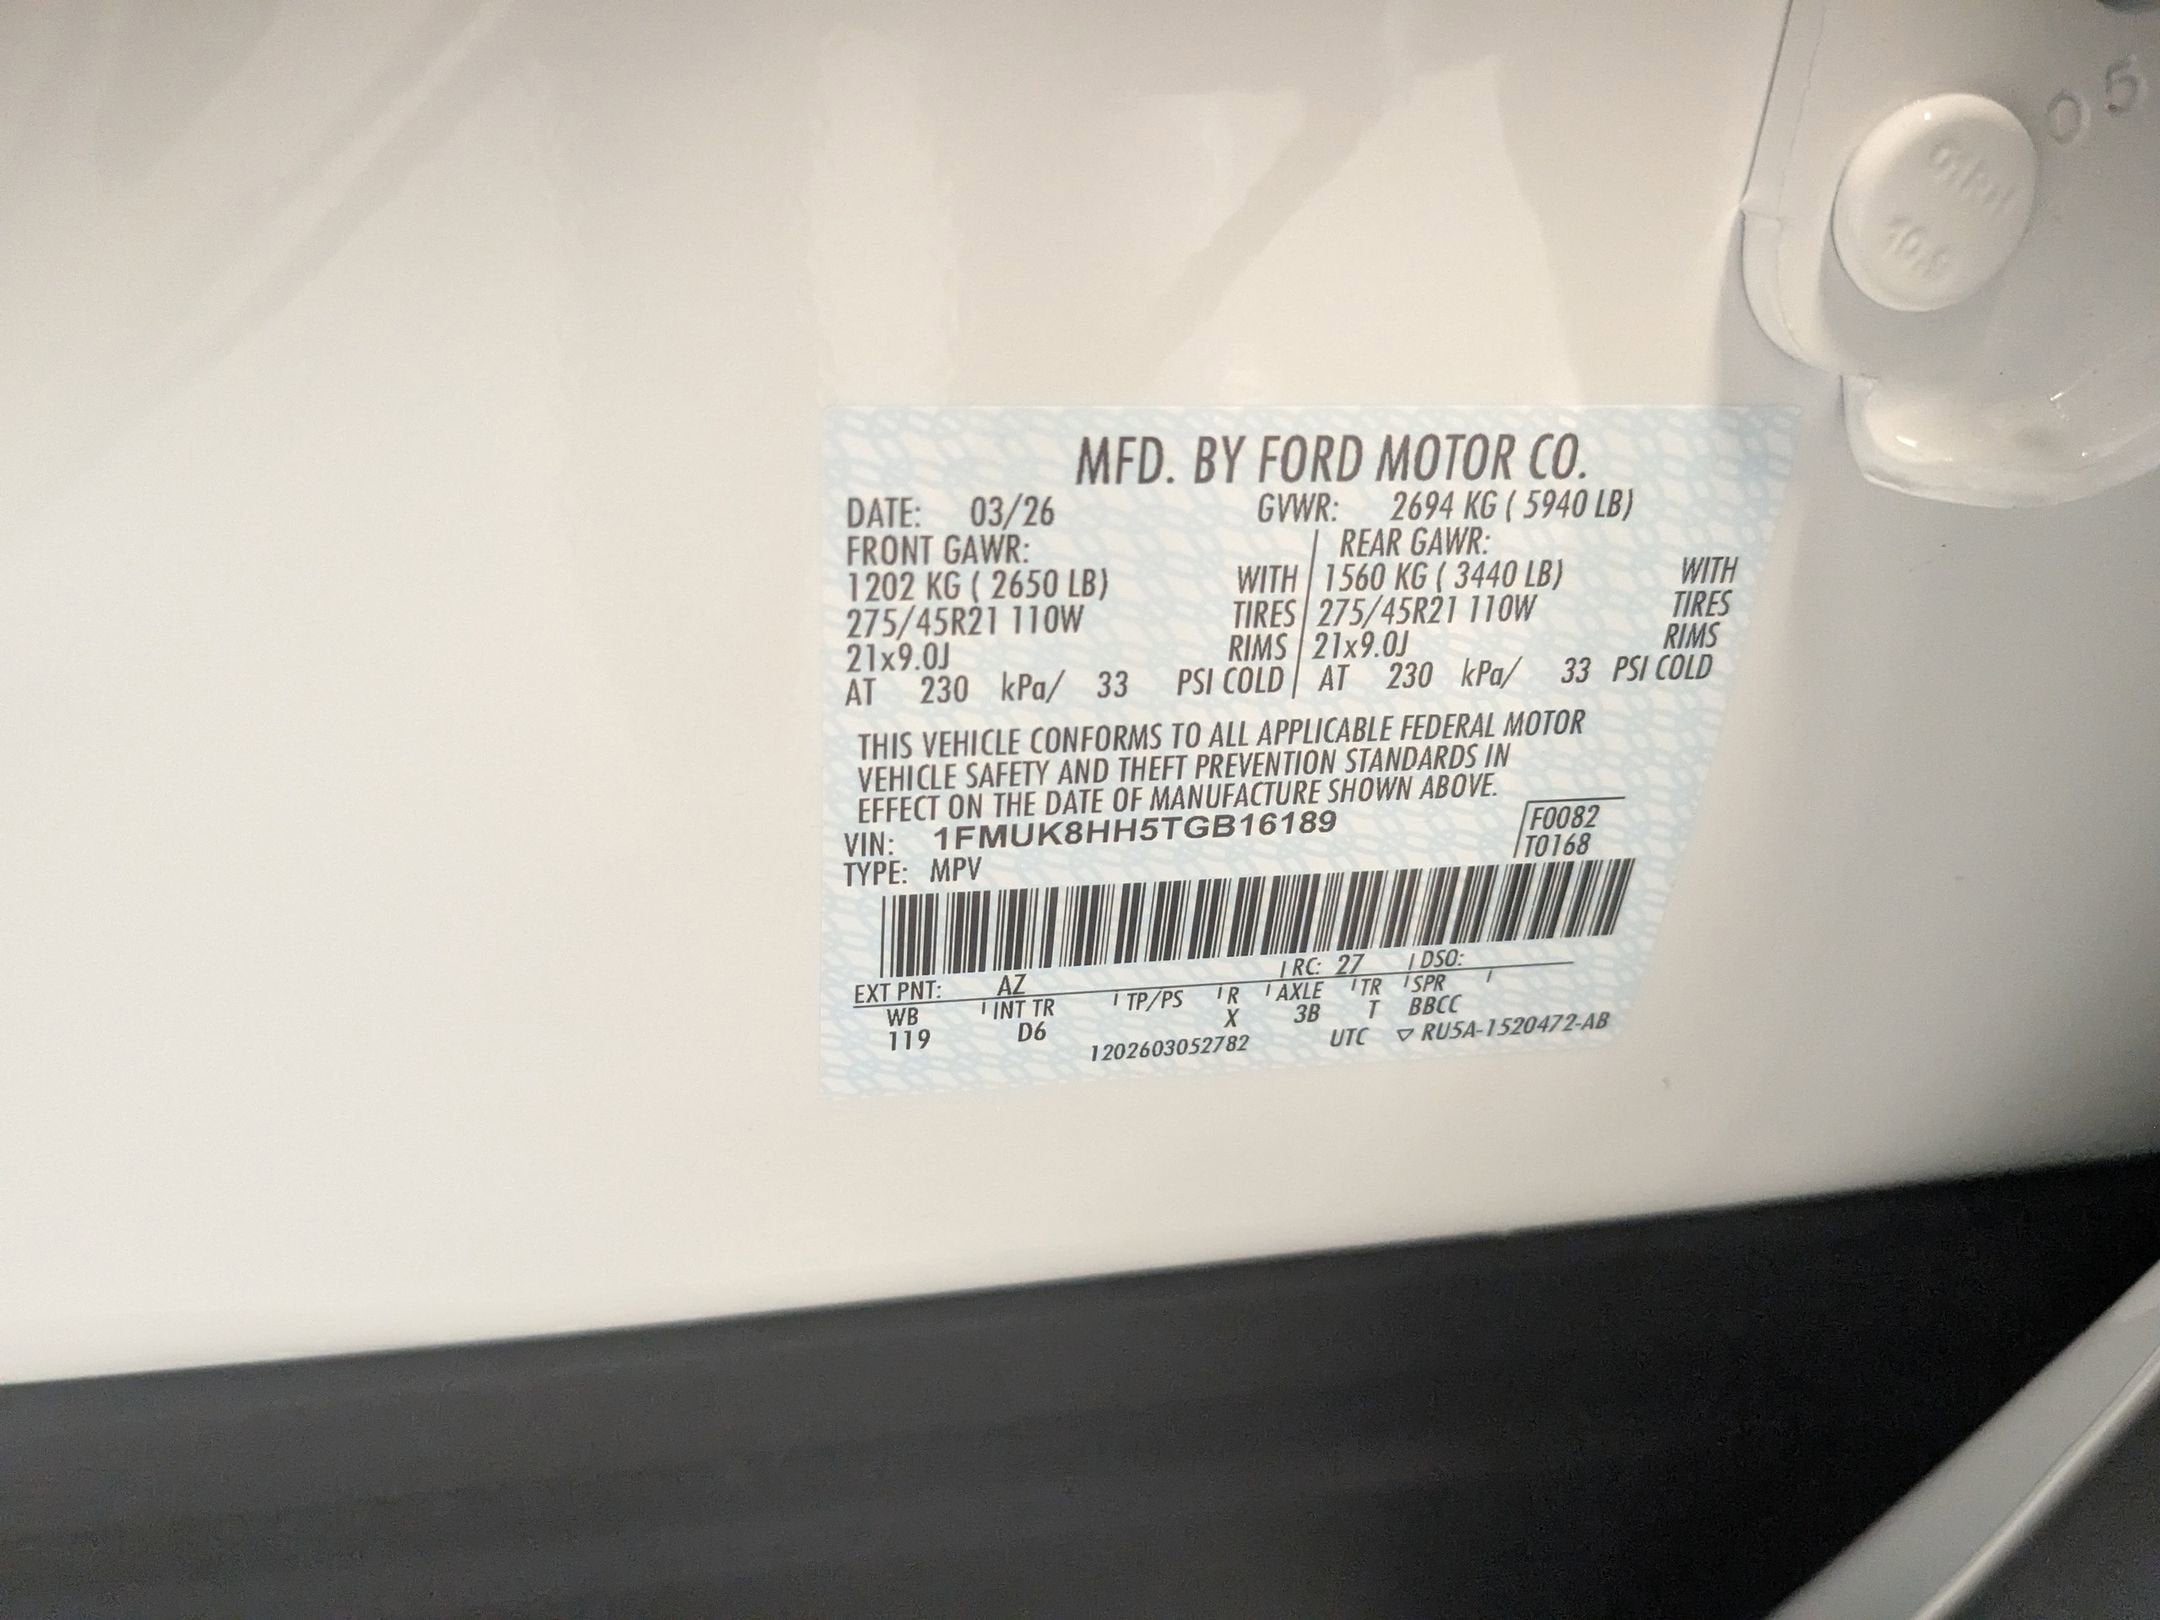 05
10.9
MFD. BY FORD MOTOR CO.
DATE: 03/26 GVWR: 2694 KG ( 5940 LB)
FRONT GAWR: REAR GAWR:
1202 KG ( 2650 LB) WITH 1560 KG ( 3440 LB) WITH
275/45R21 110W TIRES 275/45R21 110W TIRES
21x9.0J RIMS 21x9.0J RIMS
AT 230 kPa/ 33 PSI COLD AT 230 kPa/ 33 PSI COLD
THIS VEHICLE CONFORMS TO ALL APPLICABLE FEDERAL MOTOR
VEHICLE SAFETY AND THEFT PREVENTION STANDARDS IN
EFFECT ON THE DATE OF MANUFACTURE SHOWN ABOVE.
VIN: 1FMUK8HH5TGB16189 F0082
TYPE: MPV T0168
EXT PNT: AZ RC: 27 DSO:
WB INT TR TP/PS R AXLE TR SPR
119 D6 X 3B T BBCC
1202603052782 UTC ▽ RU5A-1520472-AB